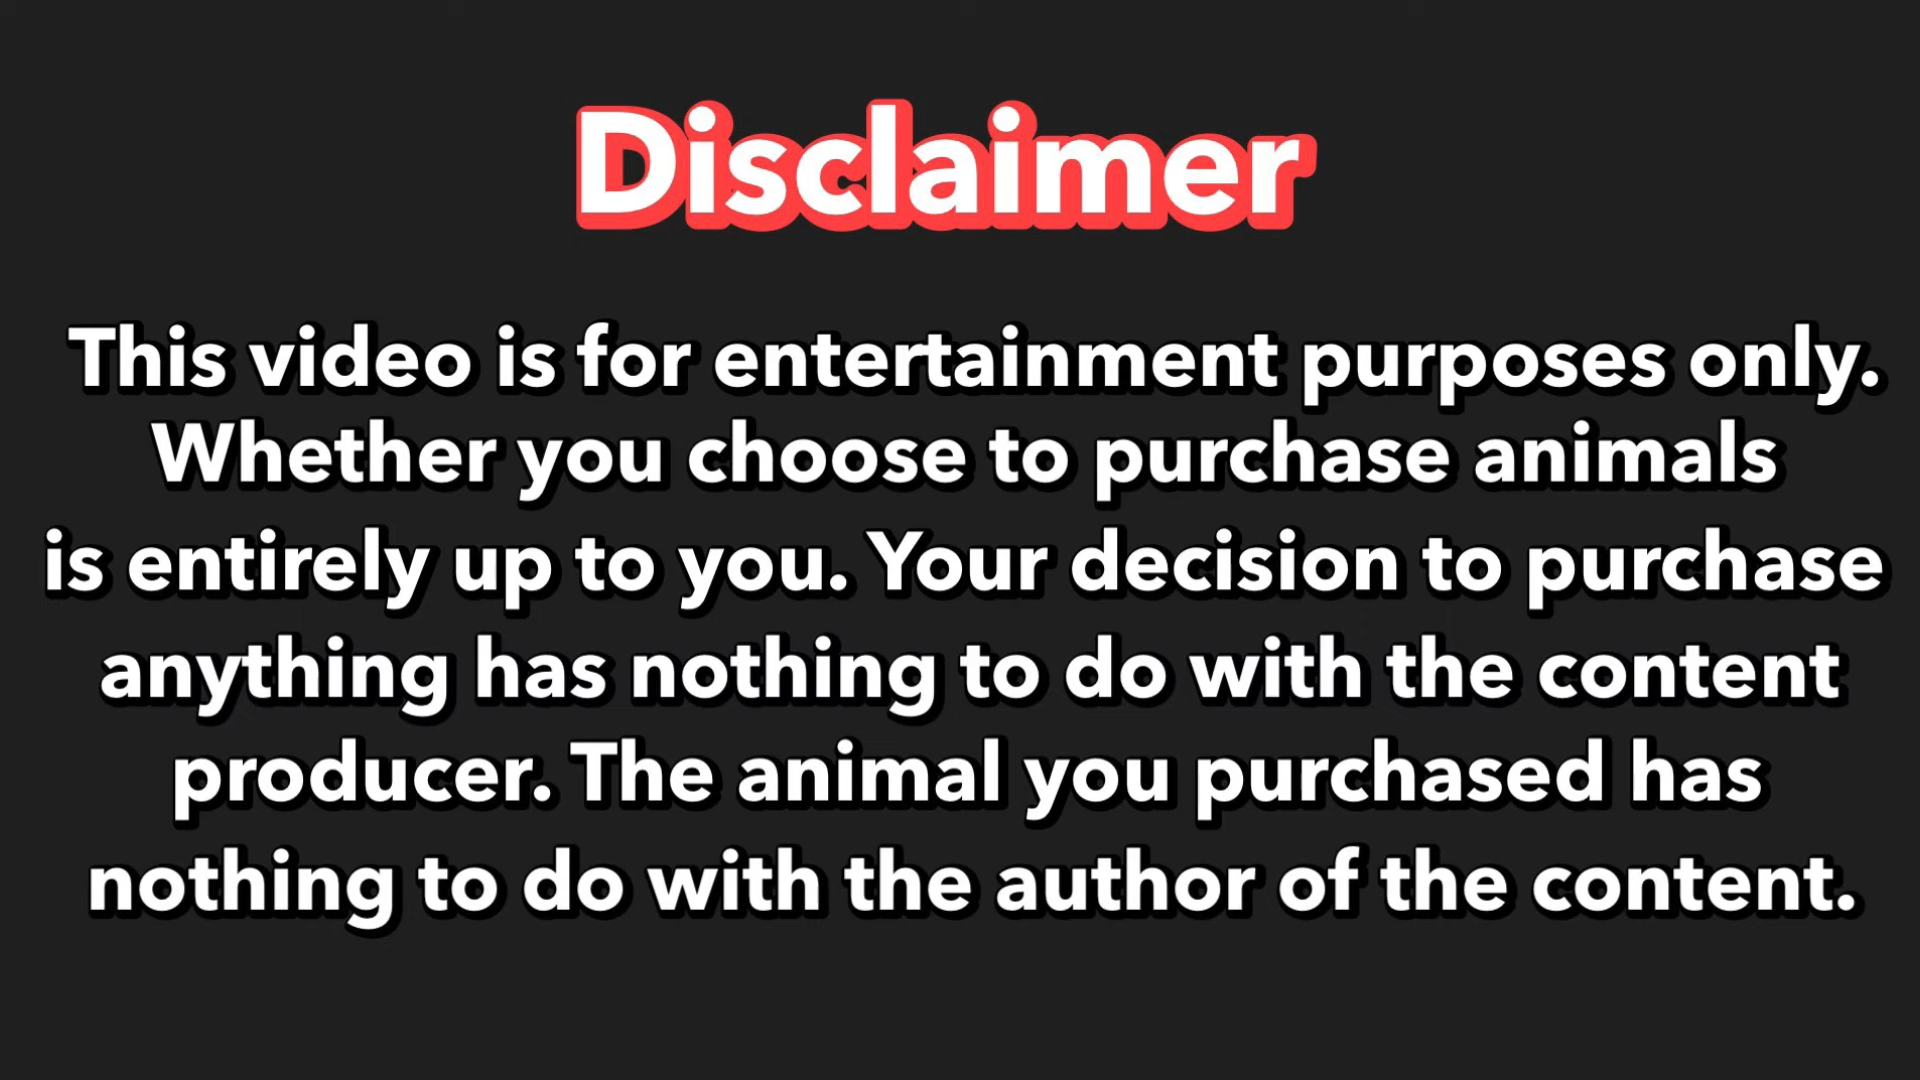 Disclaimer
This video is for entertainment purposes only.
Whether you choose to purchase animals
is entirely up to you. Your decision to purchase
anything has nothing to do with the content
producer. The animal you purchased has
nothing to do with the author of the content.